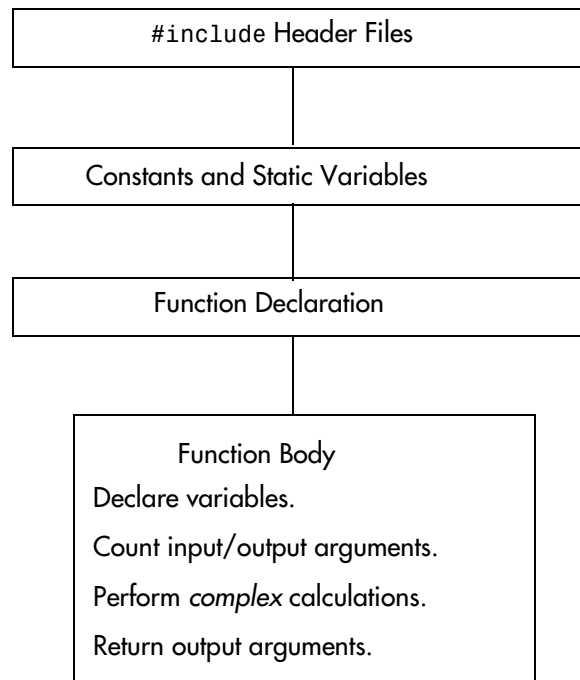 #include Header Files
Constants and Static Variables
Function Declaration
Function Body
Declare variables.
Count input/output arguments.
Perform complex calculations.
Return output arguments.